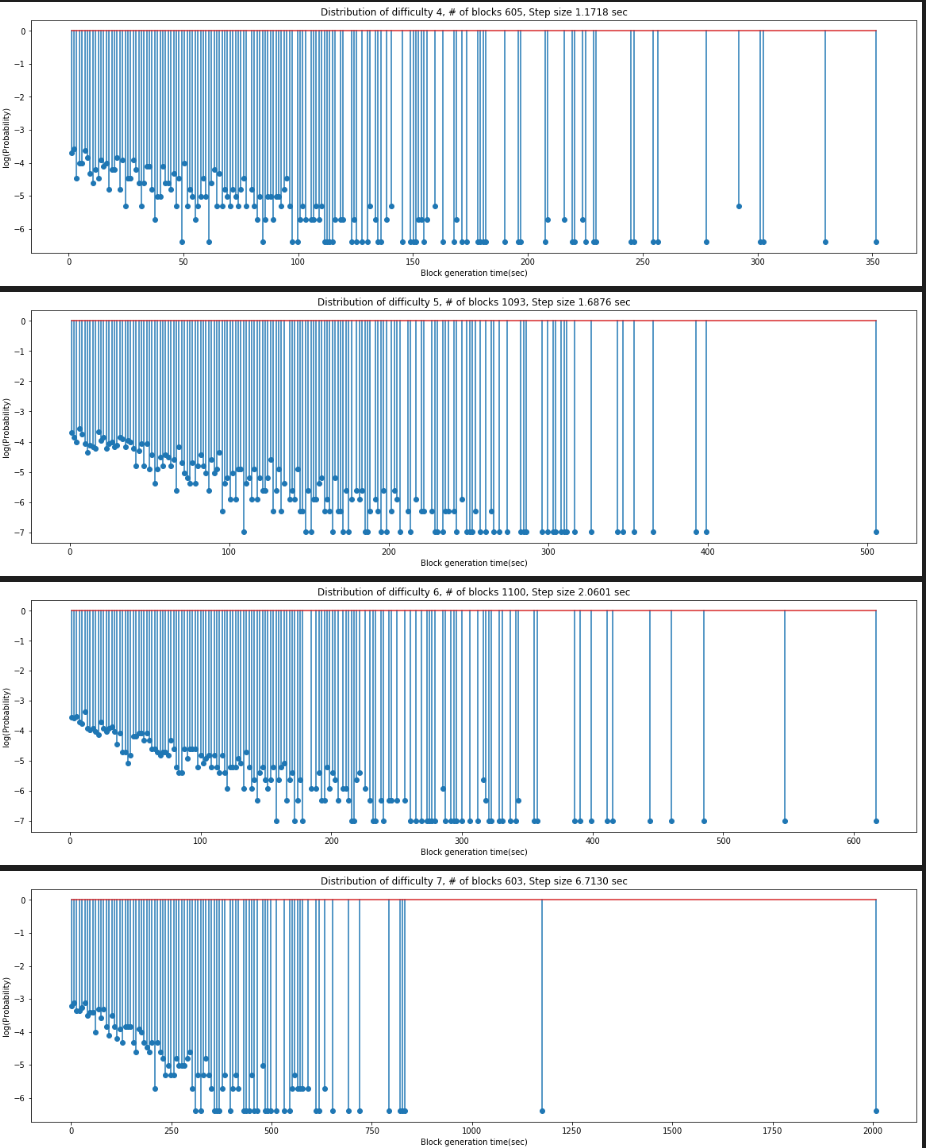 Distribution of difficulty 4, # of blocks 605, Step size 1.1718 sec
0
−1
−2
−3
−4
−5
−6
log(Probability)
0 50 100 150 200 250 300 350
Block generation time(sec)
Distribution of difficulty 5, # of blocks 1093, Step size 1.6876 sec
0
−1
−2
−3
−4
−5
−6
−7
log(Probability)
0 100 200 300 400 500
Block generation time(sec)
Distribution of difficulty 6, # of blocks 1100, Step size 2.0601 sec
0
−1
−2
−3
−4
−5
−6
−7
log(Probability)
0 100 200 300 400 500 600
Block generation time(sec)
Distribution of difficulty 7, # of blocks 603, Step size 6.7130 sec
0
−1
−2
−3
−4
−5
−6
log(Probability)
0 250 500 750 1000 1250 1500 1750 2000
Block generation time(sec)